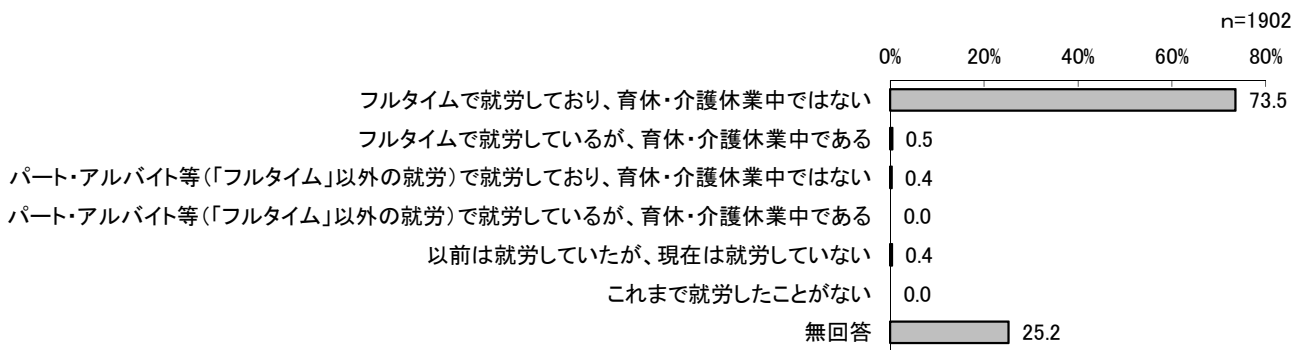 n=1902
0% 20% 40% 60% 80%
フルタイムで就労しており、育休・介護休業中ではない 73.5
フルタイムで就労しているが、育休・介護休業中である 0.5
パート・アルバイト等(「フルタイム」以外の就労)で就労しており、育休・介護休業中ではない 0.4
パート・アルバイト等(「フルタイム」以外の就労)で就労しているが、育休・介護休業中である 0.0
以前は就労していたが、現在は就労していない 0.4
これまで就労したことがない 0.0
無回答 25.2